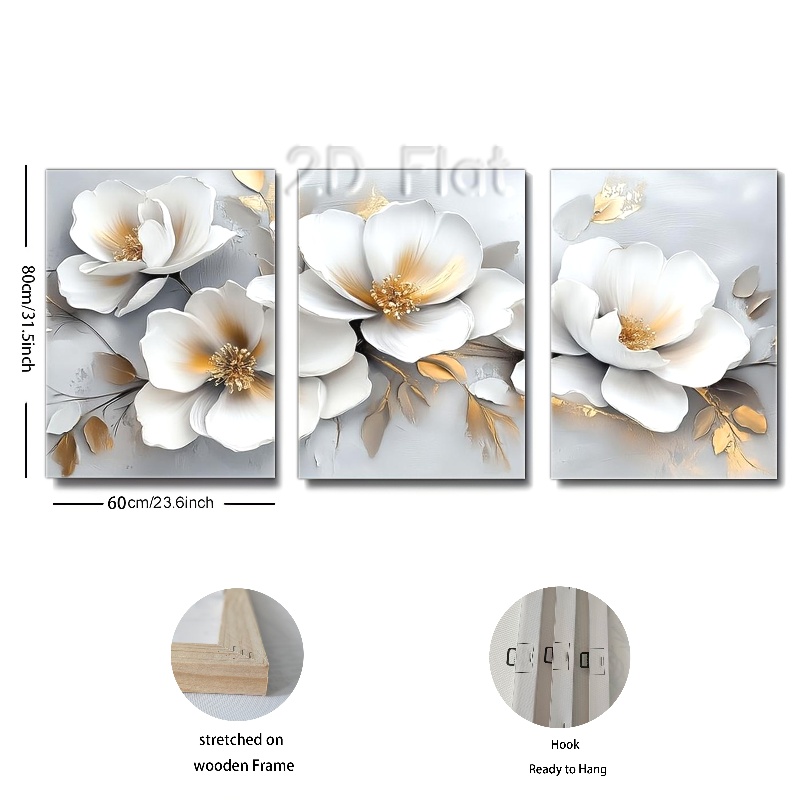 2D Flat
80cm/31.5inch
60cm/23.6inch
stretched on
wooden Frame
Hook
Ready to Hang